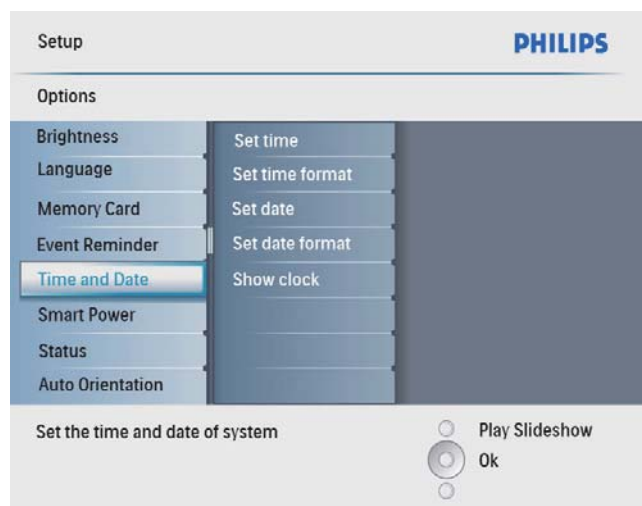 Setup
PHILIPS
Options
Brightness
Language
Memory Card
Event Reminder
Time and Date
Smart Power
Status
Auto Orientation
Set time
Set time format
Set date
Set date format
Show clock
Set the time and date of system
Play Slideshow
Ok